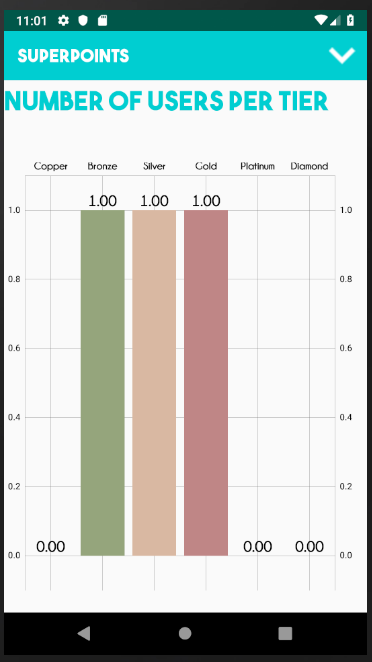 11:01
SUPERPOINTS
NUMBER OF USERS PER TIER
Copper Bronze Silver Gold Platinum Diamond
1.00 1.00 1.00
1.0 1.0
0.8 0.8
0.6 0.6
0.4 0.4
0.2 0.2
0.00 0.00 0.00
0.0 0.0